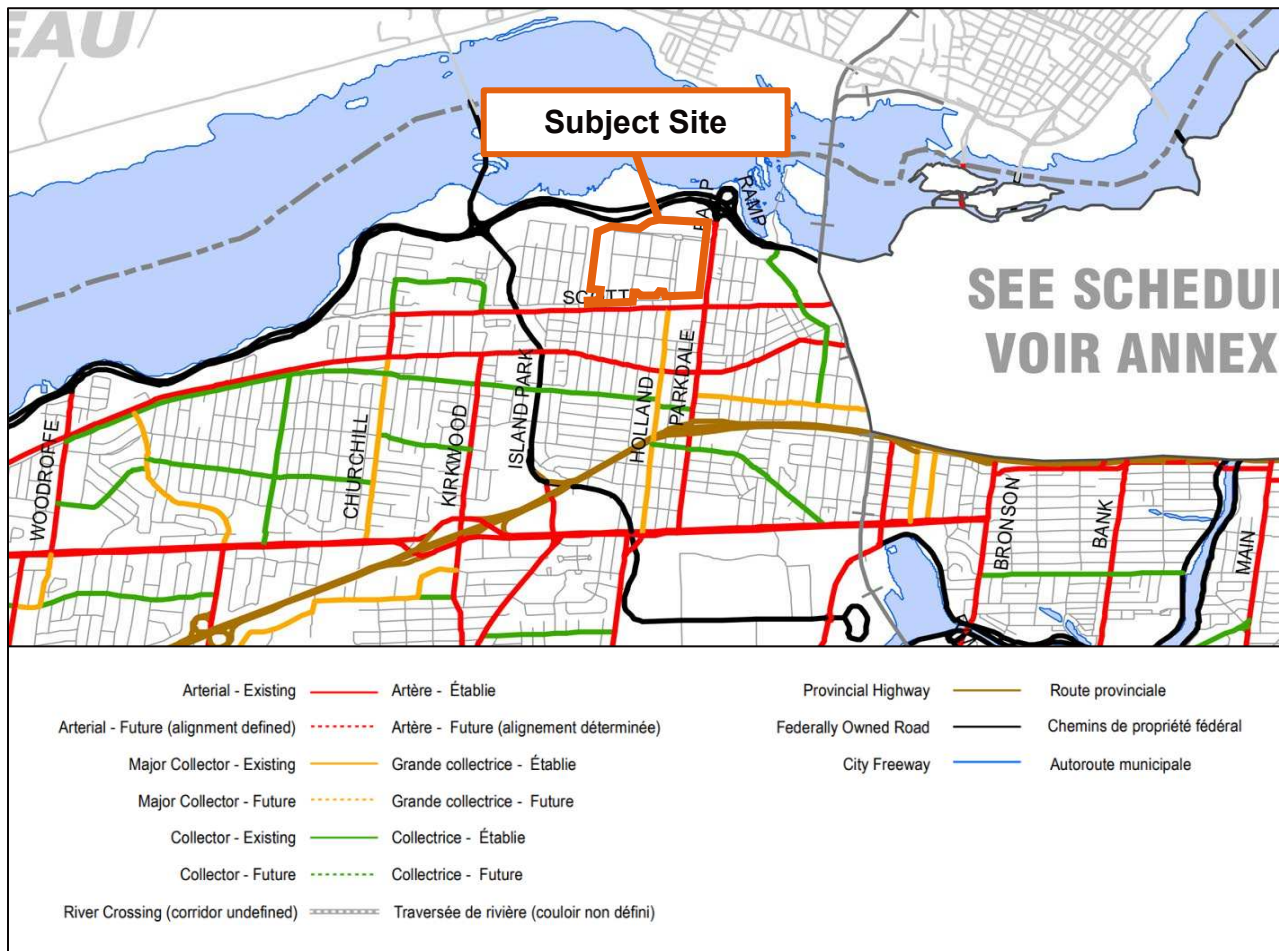 EAU
Subject Site
RAMP
SEE SCHEDUL
VOIR ANNEX
HOLLAND
PARKDALE
ISLAND PARK
KIRKWOOD
CHURCHILL
WOODROFFE
BRONSON
BANK
MAIN
Arterial - Existing Artère - Établie
Arterial - Future (alignment defined) Artère - Future (alignement déterminée)
Major Collector - Existing Grande collectrice - Établie
Major Collector - Future Grande collectrice - Future
Collector - Existing Collectrice - Établie
Collector - Future Collectrice - Future
River Crossing (corridor undefined) Traversée de rivière (couloir non défini)
Provincial Highway Route provinciale
Federally Owned Road Chemins de propriété fédéral
City Freeway Autoroute municipale